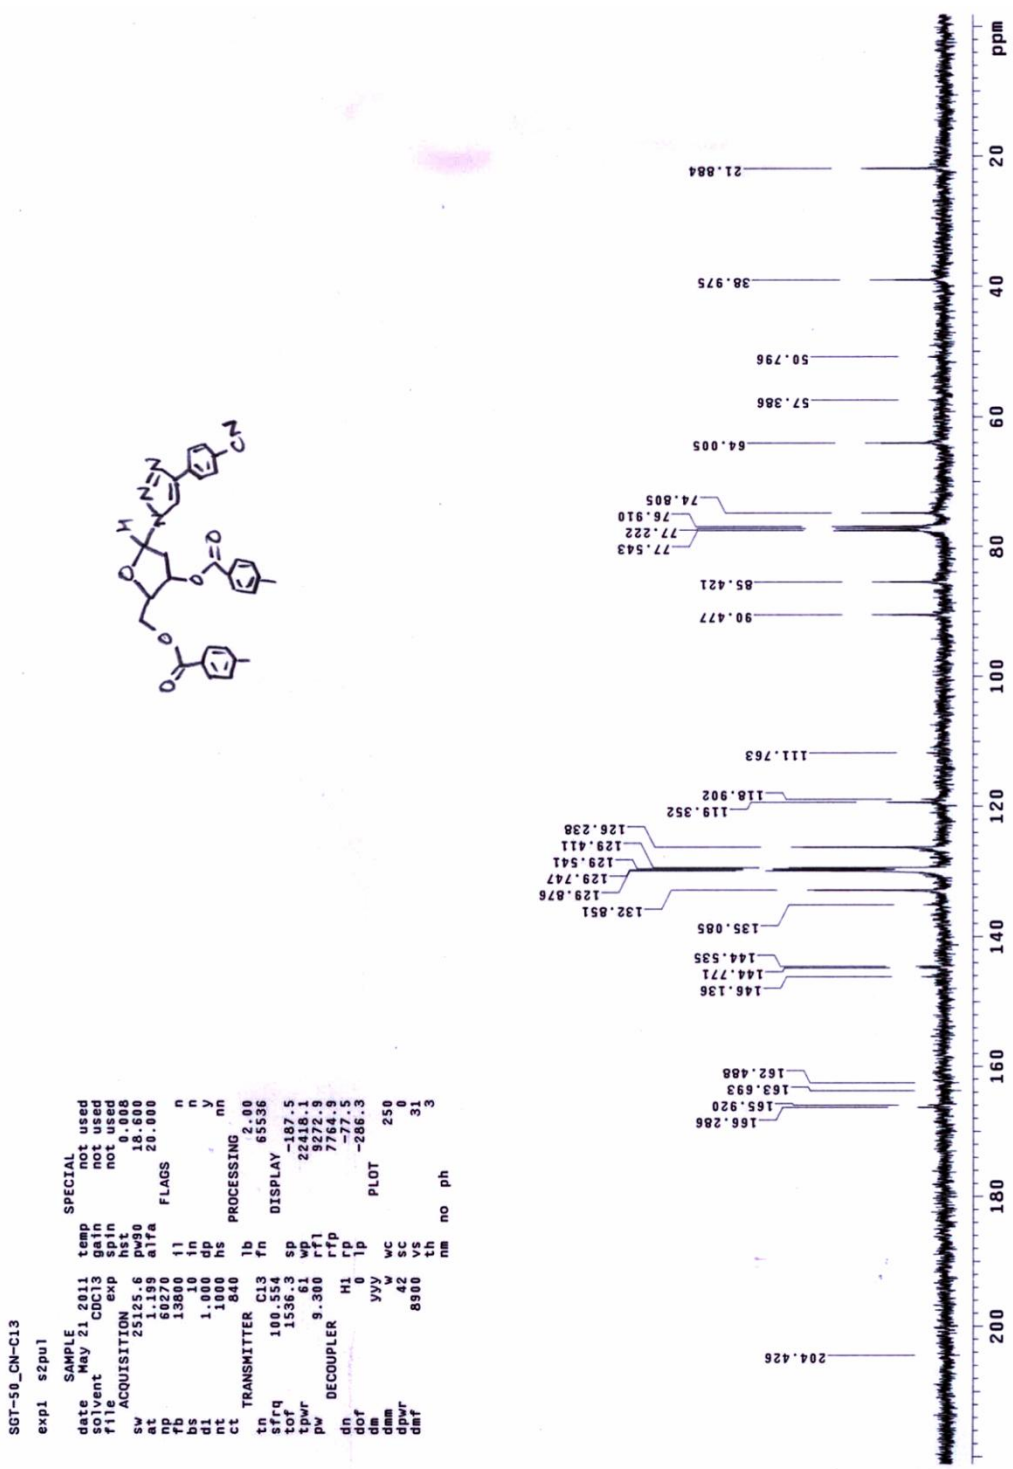 SGT-50_CN-C13
exp1 s2pul
SAMPLE
date May 21 2011
solvent CDCl3
file exp
ACQUISITION
sw 25125.6
at 1.199
np 60270
fb 13800
bs 10
d1 1.000
nt 1000
ct 840
TRANSMITTER
tn C13
sfrq 100.554
tof 1536.3
tpwr 61
pw 9.300
DECOUPLER
dn H1
dof 0
dm yyy
dmm w
dpwr 42
dmf 8900
SPECIAL
temp not used
gain not used
spin not used
hst 0.008
pw90 18.600
alfa 20.000
FLAGS
il n
in n
dp y
hs nn
PROCESSING
lb 2.00
fn 65536
DISPLAY
sp -187.5
wp 22418.1
rfl 9272.9
rfp 7764.9
rp -77.5
lp -286.3
PLOT
wc 250
sc 0
vs 31
th 3
nm no ph
O
O
O
O
O
H
N
N
N
CN
204.426
166.286
165.920
163.693
162.488
146.136
144.771
144.535
135.085
132.851
129.876
129.747
129.541
129.411
126.238
119.352
118.902
111.763
90.477
85.421
77.543
77.222
76.910
74.805
64.005
57.386
50.796
38.975
21.884
200 180 160 140 120 100 80 60 40 20 ppm